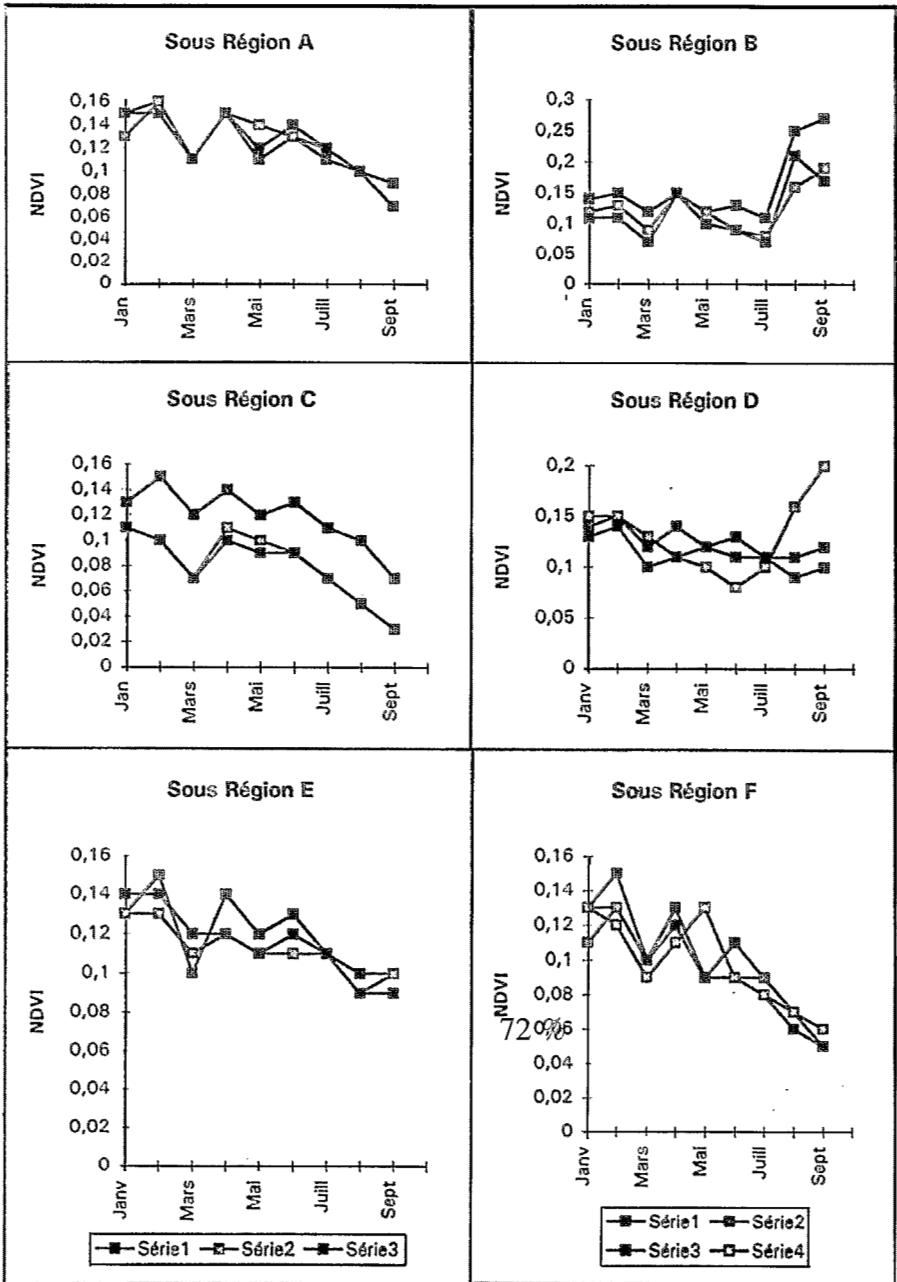 Sous Région A
NDVI
0,16
0,14
0,12
0,1
0,08
0,06
0,04
0,02
0
Jan
Mars
Mai
Juill
Sept
Sous Région B
NDVI
0,3
0,25
0,2
0,15
0,1
0,05
0
- 0
Jan
Mars
Mai
Juill
Sept
Sous Région C
NDVI
0,16
0,14
0,12
0,1
0,08
0,06
0,04
0,02
0
Jan
Mars
Mai
Juill
Sept
Sous Région D
NDVI
0,2
0,15
0,1
0,05
0
Janv
Mars
Mai
Juill
Sept
Sous Région E
NDVI
0,16
0,14
0,12
0,1
0,08
0,06
0,04
0,02
0
Janv
Mars
Mai
Juill
Sept
Série1 Série2 Série3
Sous Région F
NDVI
0,16
0,14
0,12
0,1
0,08
0,06
0,04
0,02
0
72 %
Janv
Mars
Mai
Juill
Sept
Série1 Série2
Série3 Série4